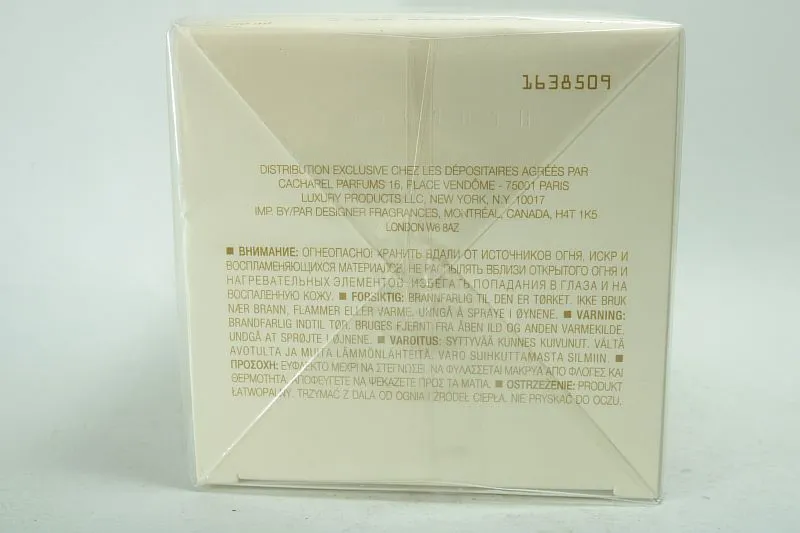 1638509
DISTRIBUTION EXCLUSIVE CHEZ LES DÉPOSITAIRES AGRÉÉS PAR
CACHAREL PARFUMS 16, PLACE VENDÔME - 75001 PARIS
LUXURY PRODUCTS LLC, NEW YORK, N.Y. 10017
IMP. BY/PAR DESIGNER FRAGRANCES, MONTRÉAL, CANADA, H4T 1K5
LONDON W6 8AZ
■ ВНИМАНИЕ: ОГНЕОПАСНО! ХРАНИТЬ ВДАЛИ ОТ ИСТОЧНИКОВ ОГНЯ, ИСКР И
ВОСПЛАМЕНЯЮЩИХСЯ МАТЕРИАЛОВ, НЕ РАСПЫЛЯТЬ ВБЛИЗИ ОТКРЫТОГО ОГНЯ И
НАГРЕВАТЕЛЬНЫХ ЭЛЕМЕНТОВ. ИЗБЕГАТЬ ПОПАДАНИЯ В ГЛАЗА И НА
ВОСПАЛЕННУЮ КОЖУ. ■ FORSIKTIG: BRANNFARLIG TIL DEN ER TØRKET. IKKE BRUK
NÆR BRANN, FLAMMER ELLER VARME. UNNGÅ Å SPRAYE I ØYNENE. ■ VARNING:
BRANDFARLIG INDTIL TØR. BRUGES FJERNT FRA ÅBEN ILD OG ANDEN VARMEKILDE.
UNDGÅ AT SPRØJTE I ØJNENE. ■ VAROITUS: SYTTYVÄÄ KUNNES KUIVUNUT. VÄLTÄ
AVOTULTA JA MUITA LÄMMÖNLÄHTEITÄ. VARO SUIHKUTTAMASTA SILMIIN. ■
ΠΡΟΣΟΧΗ: ΕΥΦΛΕΚΤΟ ΜΕΧΡΙ ΝΑ ΣΤΕΓΝΩΣΕΙ. ΝΑ ΦΥΛΑΣΣΕΤΑΙ ΜΑΚΡΥΑ ΑΠΟ ΦΛΟΓΕΣ ΚΑΙ
ΘΕΡΜΟΤΗΤΑ. ΑΠΟΦΕΥΓΕΤΕ ΝΑ ΨΕΚΑΖΕΤΕ ΠΡΟΣ ΤΑ ΜΑΤΙΑ. ■ OSTRZEŻENIE: PRODUKT
ŁATWOPALNY. TRZYMAĆ Z DALA OD OGNIA I ŹRÓDEŁ CIEPŁA. NIE PRYSKAĆ DO OCZU.